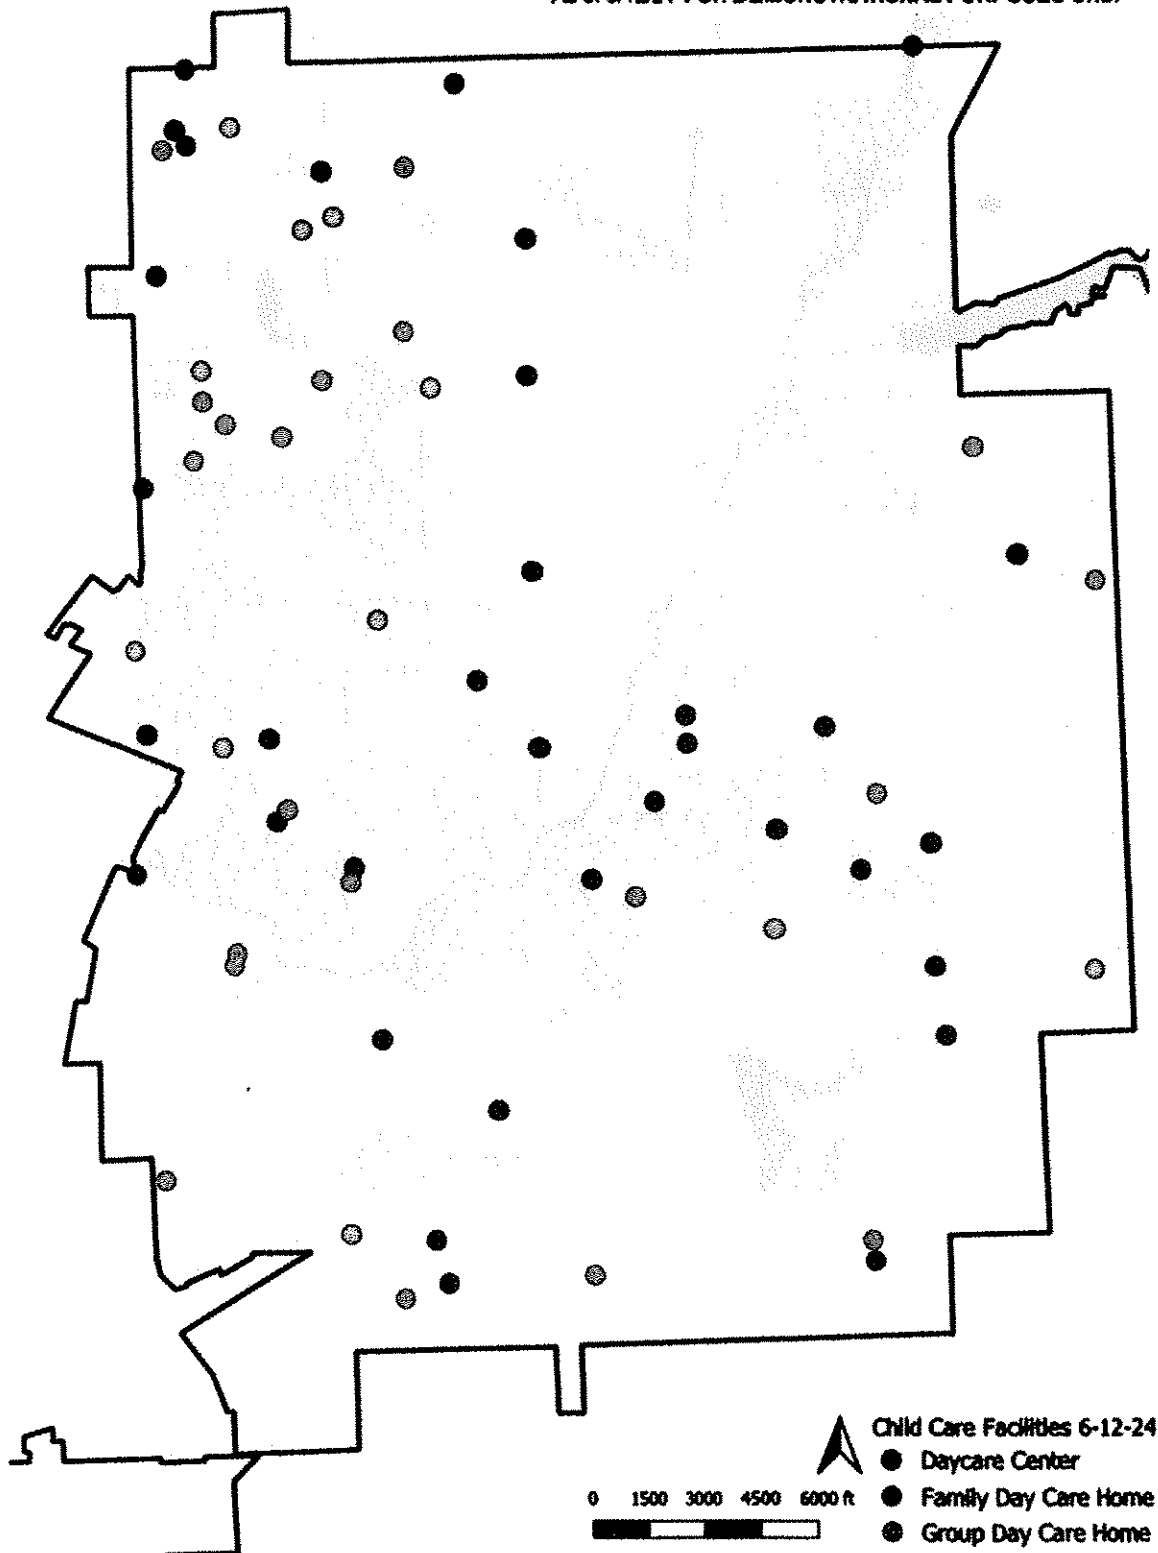 Child Care Facilities 6-12-24
Daycare Center
0 1500 3000 4500 6000 ft
Family Day Care Home
Group Day Care Home